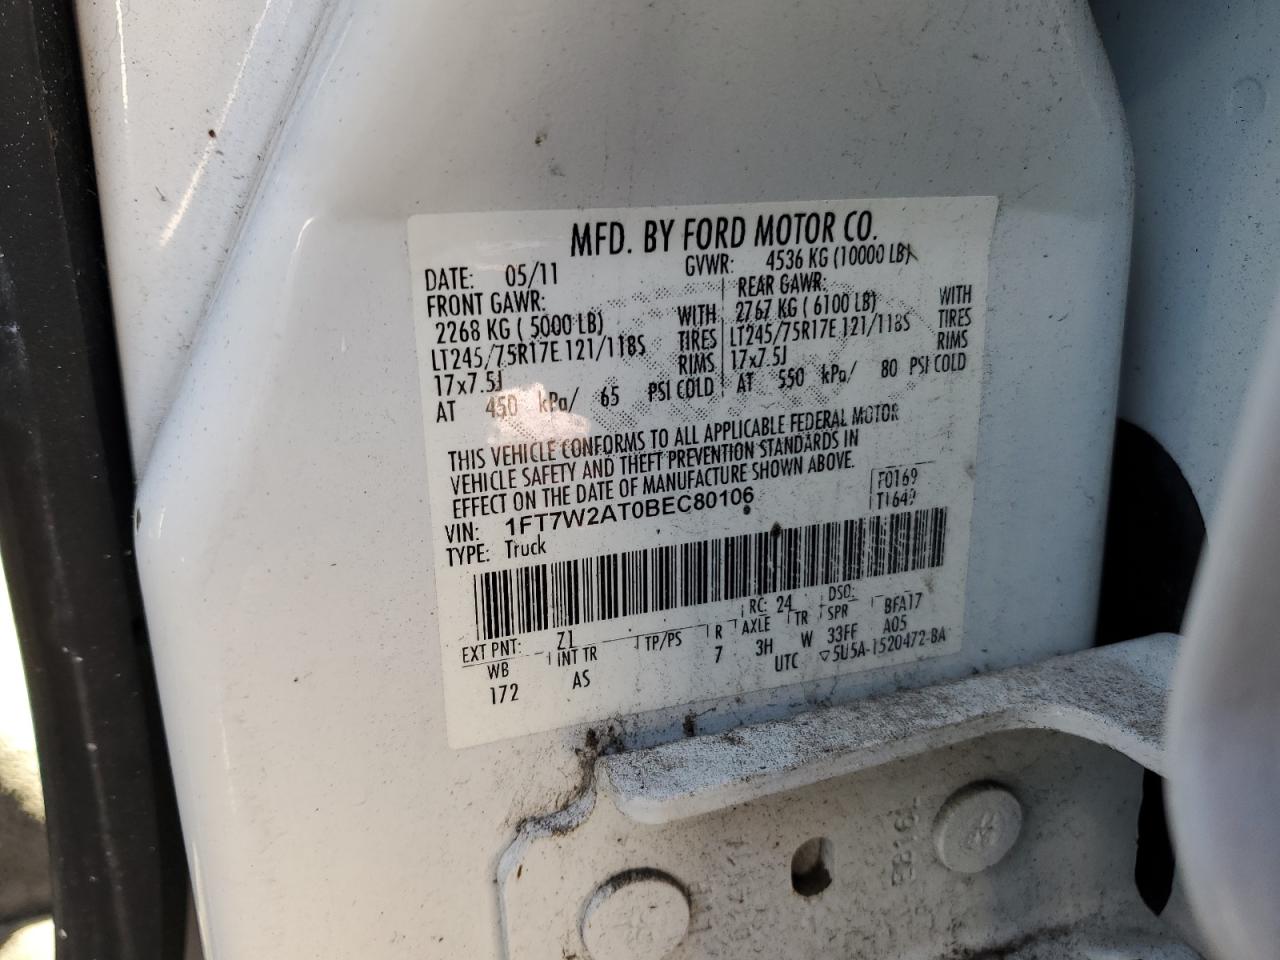 MFD. BY FORD MOTOR CO.
DATE: 05/11 GVWR: 4536 KG (10000 LB)
FRONT GAWR: REAR GAWR:
2268 KG ( 5000 LB) WITH 2767 KG ( 6100 LB) WITH
LT245/75R17E 121/118S TIRES LT245/75R17E 121/118S TIRES
17x7.5J RIMS 17x7.5J RIMS
AT 450 kPa/ 65 PSI COLD AT 550 kPa/ 80 PSI COLD
THIS VEHICLE CONFORMS TO ALL APPLICABLE FEDERAL MOTOR
VEHICLE SAFETY AND THEFT PREVENTION STANDARDS IN
EFFECT ON THE DATE OF MANUFACTURE SHOWN ABOVE.
F0169
VIN: 1FT7W2AT0BEC80106 T1649
TYPE: Truck
EXT PNT: Z1 RC: 24 DSO:
WB INT TR TP/PS R AXLE TR SPR BFA17
172 AS 7 3H W 33FF A05
UTC ▽5U5A-1520472-BA